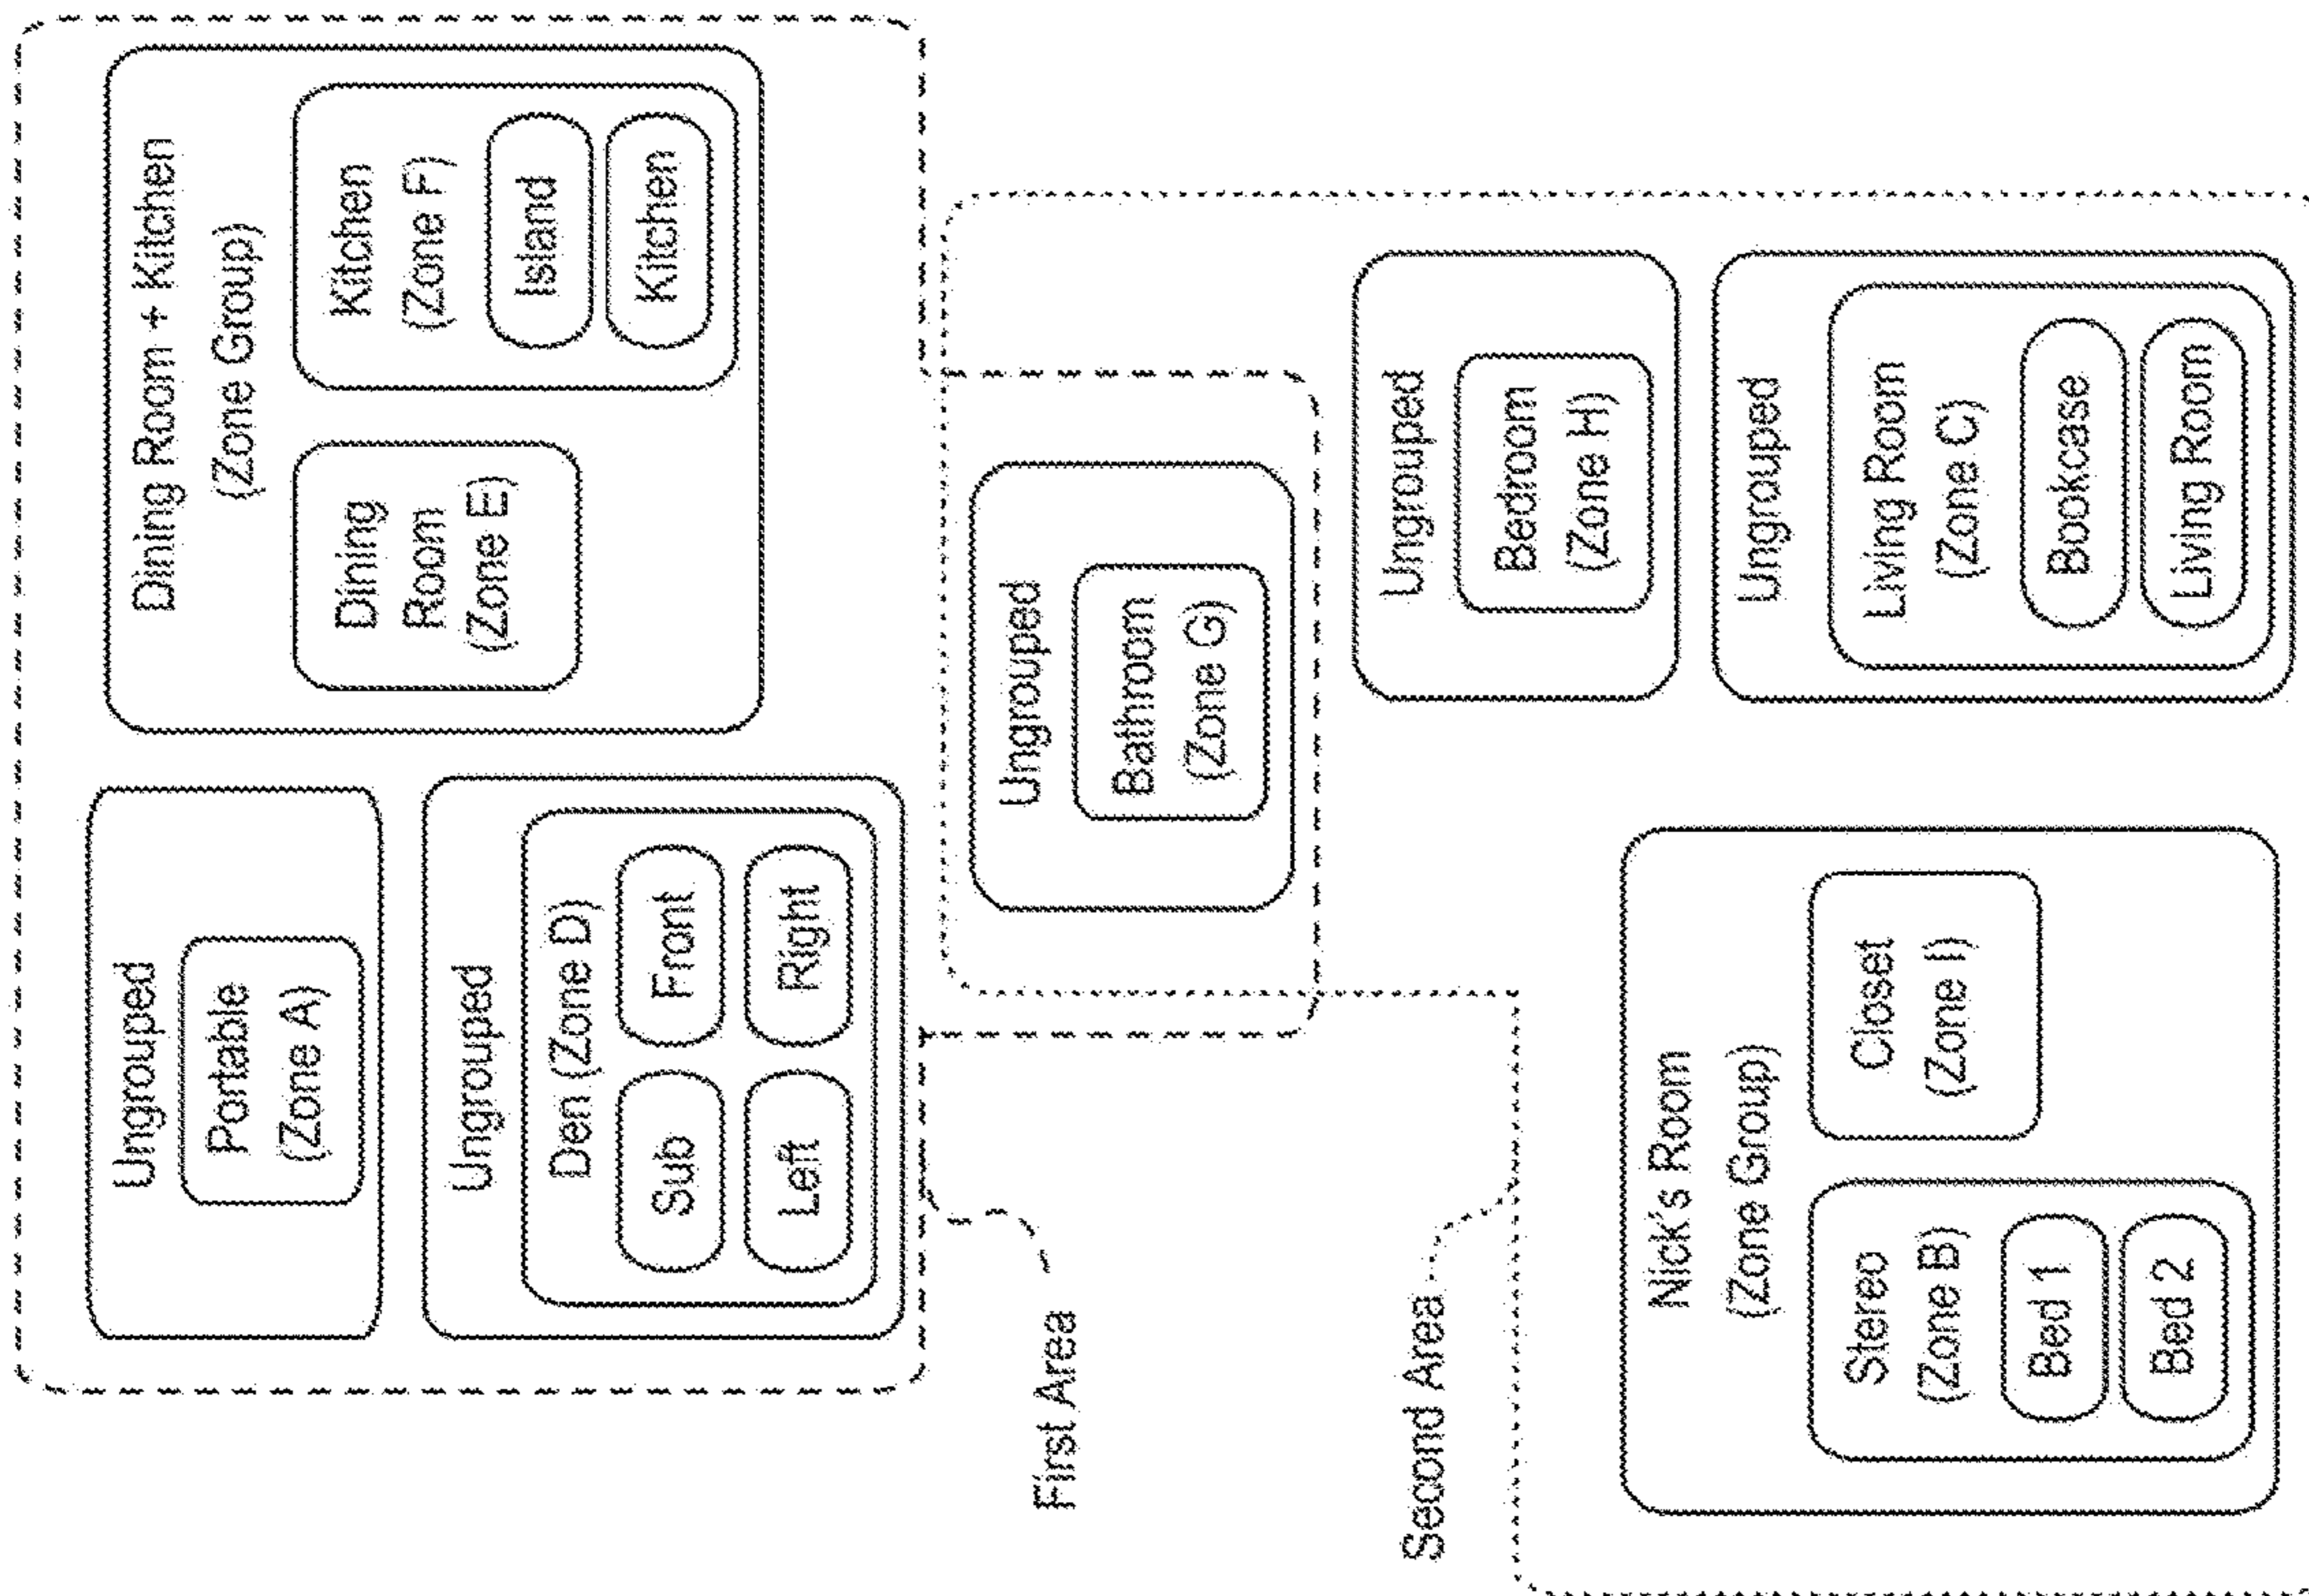 Ungrouped
Portable
(Zone A)
Dining Room + Kitchen
(Zone Group)
Dining
Room
(Zone E)
Kitchen
(Zone F)
Island
Kitchen
Ungrouped
Den (Zone D)
Sub
Front
Left
Right
First Area
Ungrouped
Bathroom
(Zone G)
Second Area
Ungrouped
Bedroom
(Zone H)
Nick's Room
(Zone Group)
Stereo
(Zone B)
Bed 1
Bed 2
Closet
(Zone I)
Ungrouped
Living Room
(Zone C)
Bookcase
Living Room